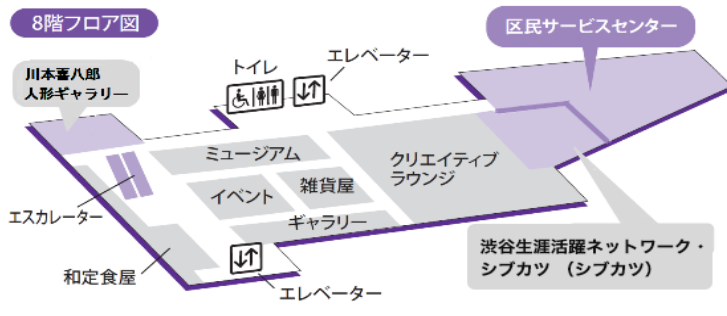 8階フロア図
区民サービスセンター
川本喜八郎
人形ギャラリー
トイレ
エレベーター
ミュージアム
クリエイティブ
ラウンジ
イベント
雑貨屋
エスカレーター
ギャラリー
和定食屋
エレベーター
渋谷生涯活躍ネットワーク・
シブカツ （シブカツ）